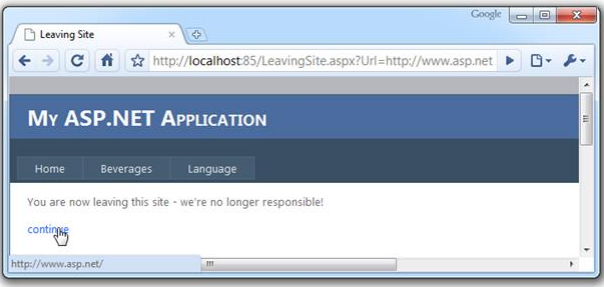 Google
Leaving Site
http://localhost:85/LeavingSite.aspx?Url=http://www.asp.net
My ASP.NET Application
Home Beverages Language
You are now leaving this site - we're no longer responsible!
continue
http://www.asp.net/